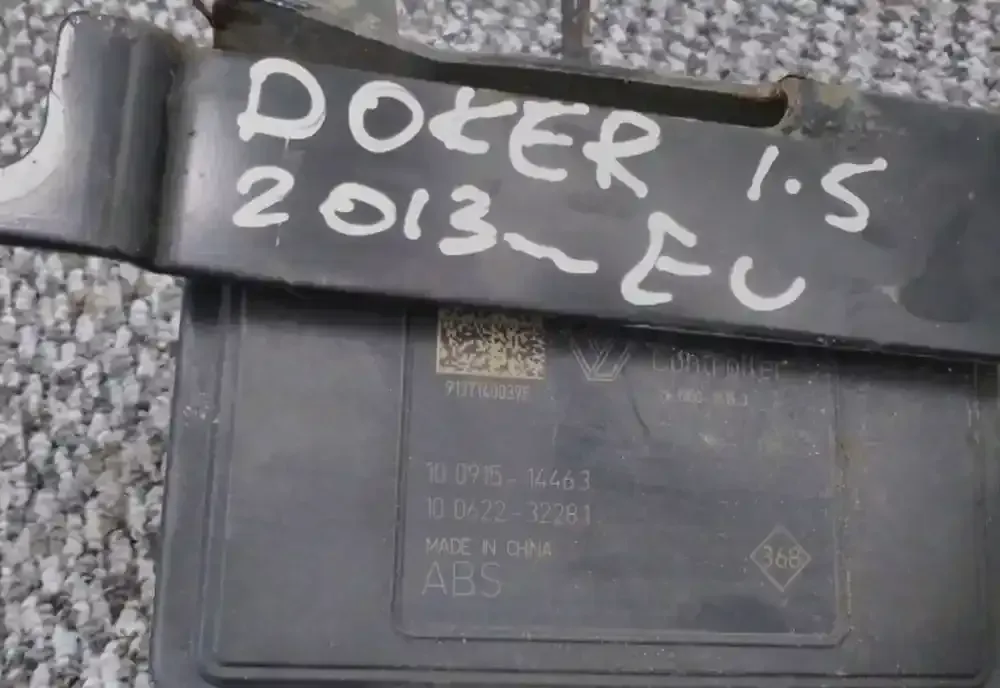 DOKER 1.5
2013~EU
Controller
10 0915-14463
10 0622-32281
MADE IN CHINA
ABS
368